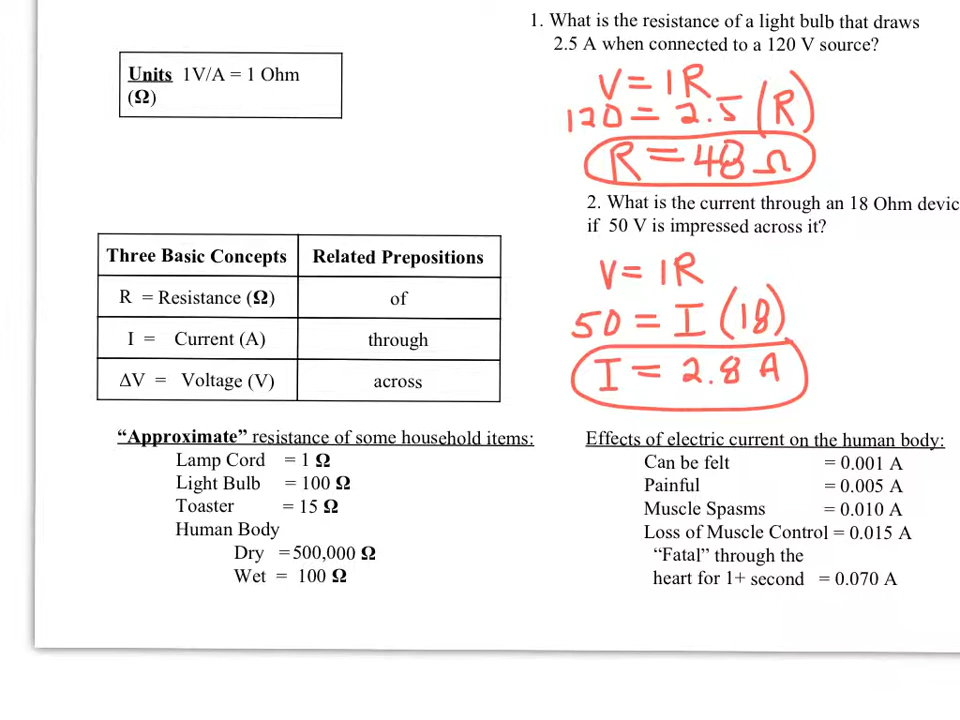 1. What is the resistance of a light bulb that draws
2.5 A when connected to a 120 V source?
Units 1V/A = 1 Ohm
(Ω)
V = IR
120 = 2.5 (R)
R = 48 Ω
2. What is the current through an 18 Ohm devic
if 50 V is impressed across it?
Three Basic Concepts Related Prepositions
R = Resistance (Ω) of
I = Current (A) through
ΔV = Voltage (V) across
V = IR
50 = I (18)
I = 2.8 A
“Approximate” resistance of some household items:
Lamp Cord = 1 Ω
Light Bulb = 100 Ω
Toaster = 15 Ω
Human Body
Dry = 500,000 Ω
Wet = 100 Ω
Effects of electric current on the human body:
Can be felt = 0.001 A
Painful = 0.005 A
Muscle Spasms = 0.010 A
Loss of Muscle Control = 0.015 A
“Fatal” through the
heart for 1+ second = 0.070 A